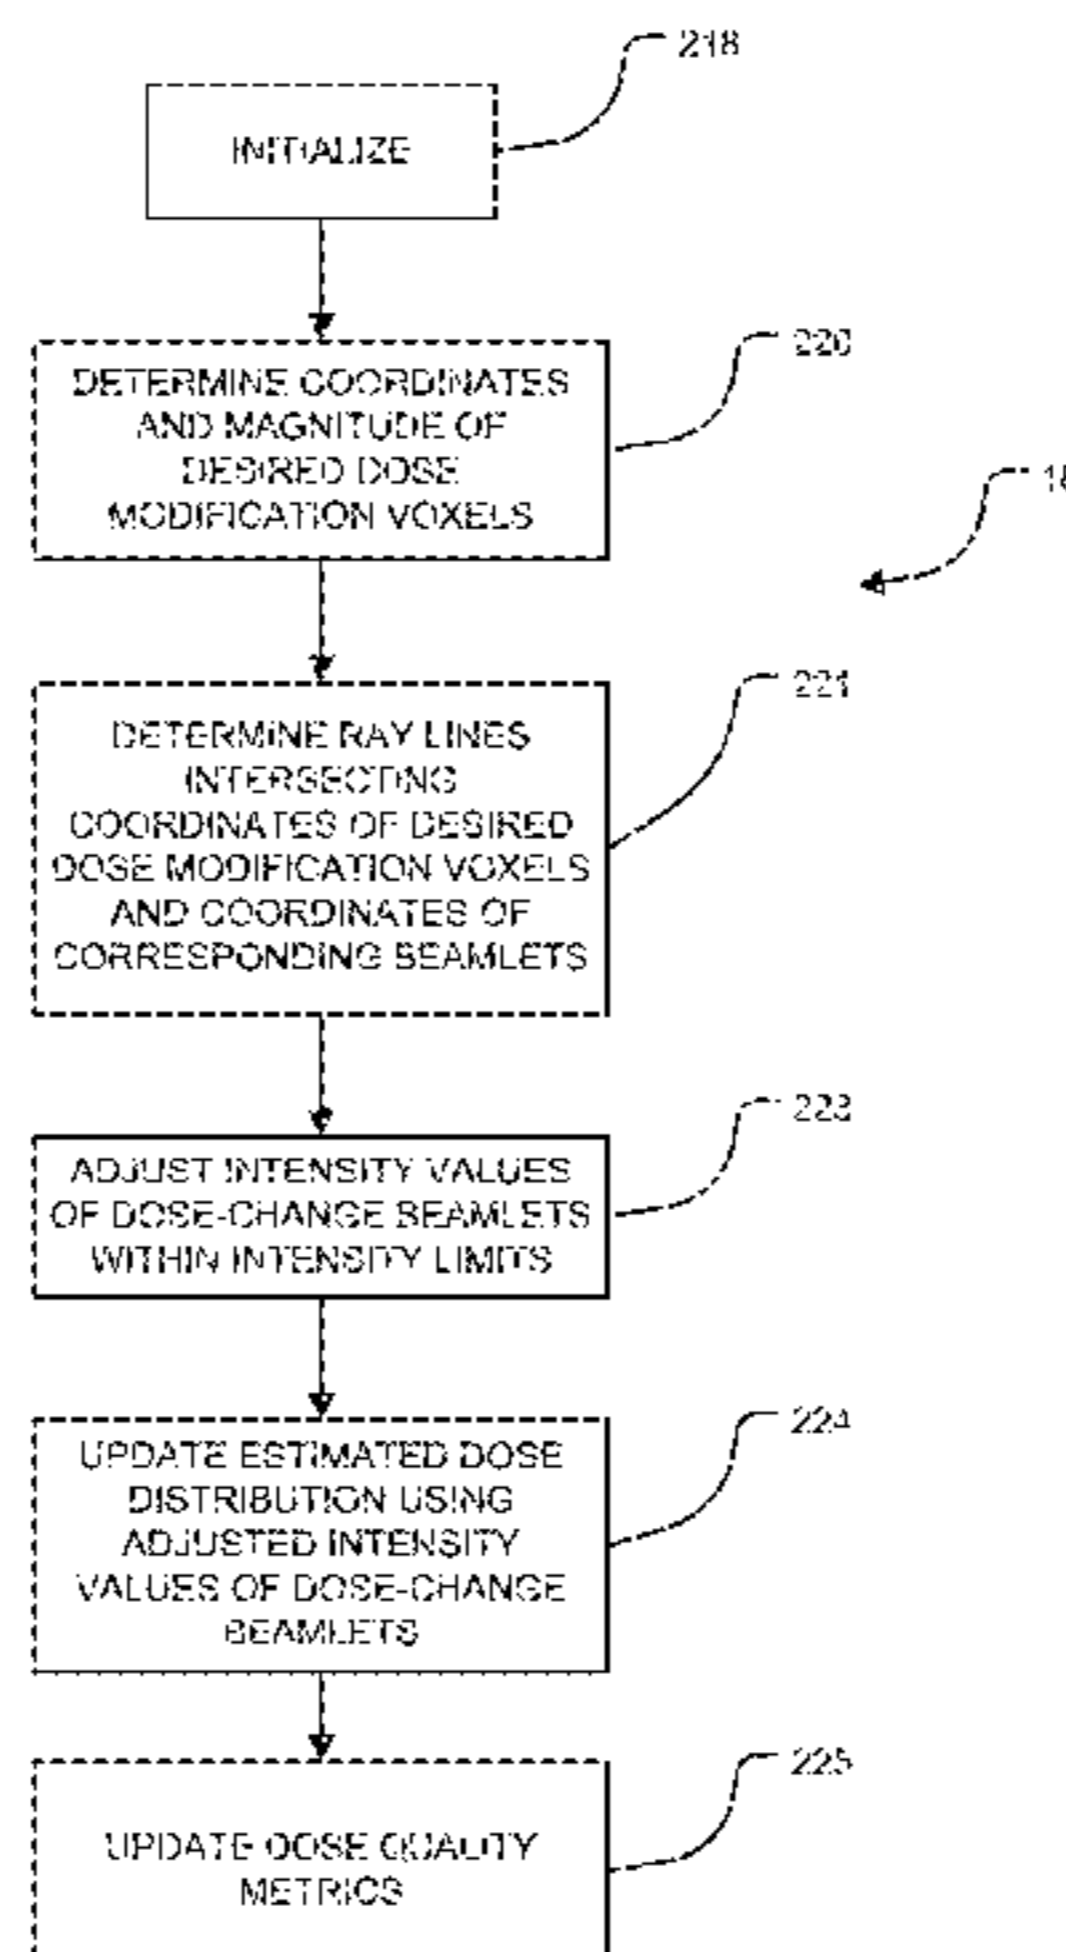 218
INITIALIZE
220
DETERMINE COORDINATES
AND MAGNITUDE OF
DESIRED DOSE
MODIFICATION VOXELS
221
DETERMINE RAY LINES
INTERSECTING
COORDINATES OF DESIRED
DOSE MODIFICATION VOXELS
AND COORDINATES OF
CORRESPONDING BEAMLETS
223
ADJUST INTENSITY VALUES
OF DOSE-CHANGE BEAMLETS
WITHIN INTENSITY LIMITS
224
UPDATE ESTIMATED DOSE
DISTRIBUTION USING
ADJUSTED INTENSITY
VALUES OF DOSE-CHANGE
BEAMLETS
225
UPDATE DOSE QUALITY
METRICS